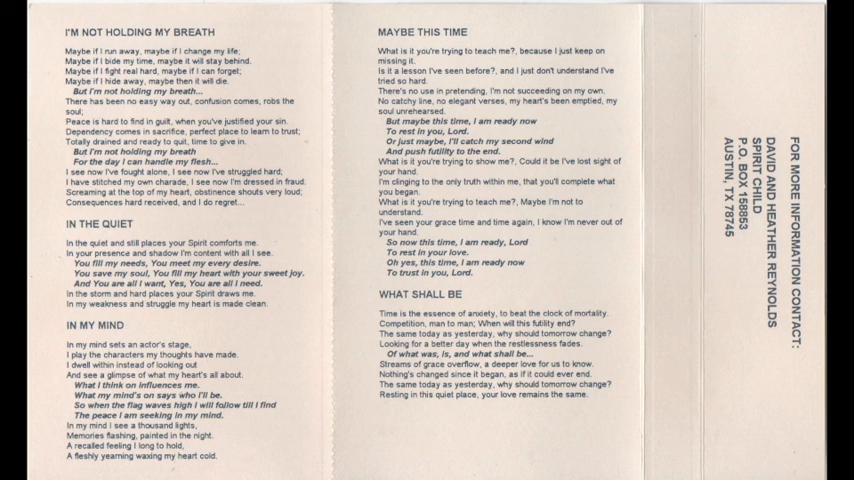 I'M NOT HOLDING MY BREATH
Maybe if I run away, maybe if I change my life;
Maybe if I bide my time, maybe it will stay behind.
Maybe if I fight real hard, maybe if I can forget;
Maybe if I hide away, maybe then it will die.
But I'm not holding my breath...
There has been no easy way out, confusion comes, robs the
soul;
Peace is hard to find in guilt, when you've justified your sin.
Dependency comes in sacrifice, perfect place to learn to trust;
Totally drained and ready to quit, time to give in.
But I'm not holding my breath
For the day I can handle my flesh...
I see now I've fought alone, I see now I've struggled hard;
I have stitched my own charade, I see now I'm dressed in fraud.
Screaming at the top of my heart, obstinence shouts very loud;
Consequences hard received, and I do regret...
IN THE QUIET
In the quiet and still places your Spirit comforts me.
In your presence and shadow I'm content with all I see.
You fill my needs, You meet my every desire.
You save my soul, You fill my heart with your sweet joy.
And You are all I want, Yes, You are all I need.
In the storm and hard places your Spirit draws me.
In my weakness and struggle my heart is made clean.
IN MY MIND
In my mind sets an actor's stage,
I play the characters my thoughts have made.
I dwell within instead of looking out
And see a glimpse of what my heart's all about.
What I think on influences me.
What my mind's on says who I'll be.
So when the flag waves high I will follow till I find
The peace I am seeking in my mind.
In my mind I see a thousand lights,
Memories flashing, painted in the night.
A recalled feeling I long to hold,
A fleshly yearning waxing my heart cold.
MAYBE THIS TIME
What is it you're trying to teach me?, because I just keep on
missing it.
Is it a lesson I've seen before?, and I just don't understand I've
tried so hard.
There's no use in pretending, I'm not succeeding on my own.
No catchy line, no elegant verses, my heart's been emptied, my
soul unrehearsed.
But maybe this time, I am ready now
To rest in you, Lord.
Or just maybe, I'll catch my second wind
And push futility to the end.
What is it you're trying to show me?, Could it be I've lost sight of
your hand.
I'm clinging to the only truth within me, that you'll complete what
you began.
What is it you're trying to teach me?, Maybe I'm not to
understand.
I've seen your grace time and time again, I know I'm never out of
your hand.
So now this time, I am ready, Lord
To rest in your love.
Oh yes, this time, I am ready now
To trust in you, Lord.
WHAT SHALL BE
Time is the essence of anxiety, to beat the clock of mortality.
Competition, man to man; When will this futility end?
The same today as yesterday, why should tomorrow change?
Looking for a better day when the restlessness fades.
Of what was, is, and what shall be...
Streams of grace overflow, a deeper love for us to know.
Nothing's changed since it began, as if it could ever end.
The same today as yesterday, why should tomorrow change?
Resting in this quiet place, your love remains the same.
FOR MORE INFORMATION CONTACT:
DAVID AND HEATHER REYNOLDS
SPIRIT CHILD
P.O. BOX 158853
AUSTIN, TX 78745